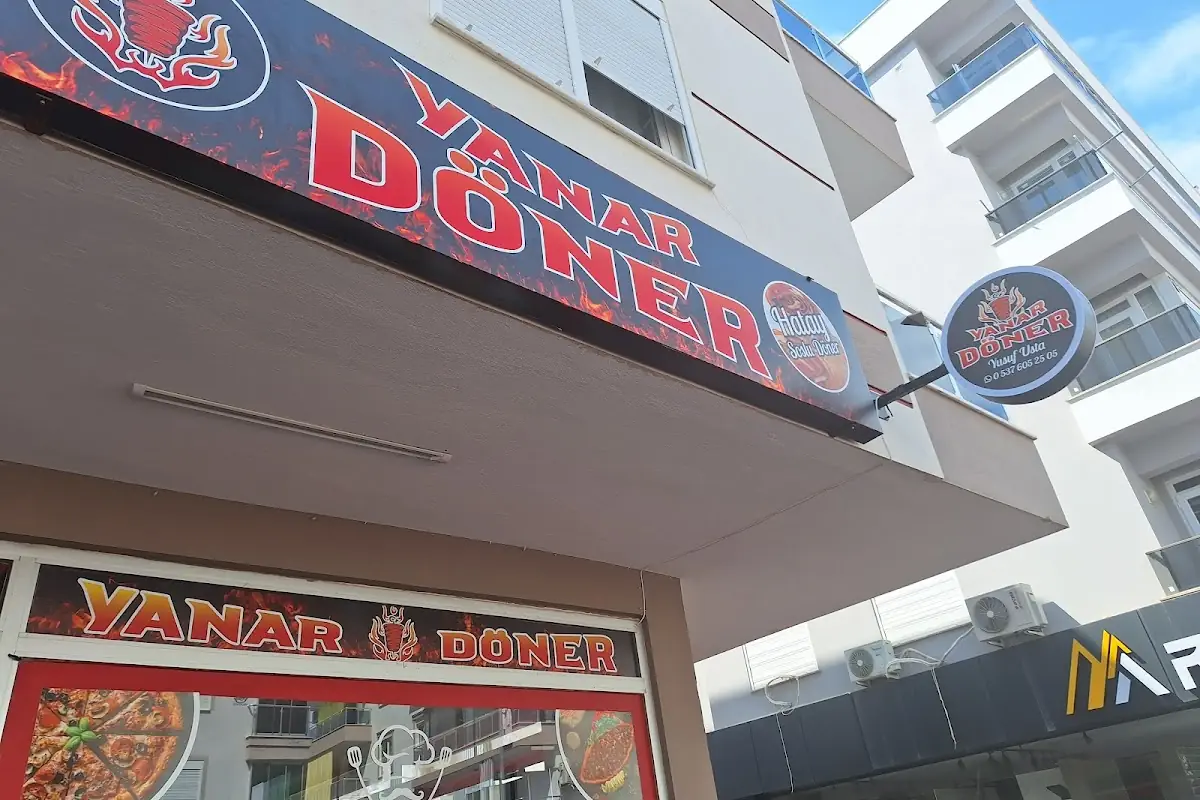 YANAR
DÖNER
Hatay
Soslu Döner
YANAR
DÖNER
Yusuf Usta
0 537 605 25 05
YANAR DÖNER